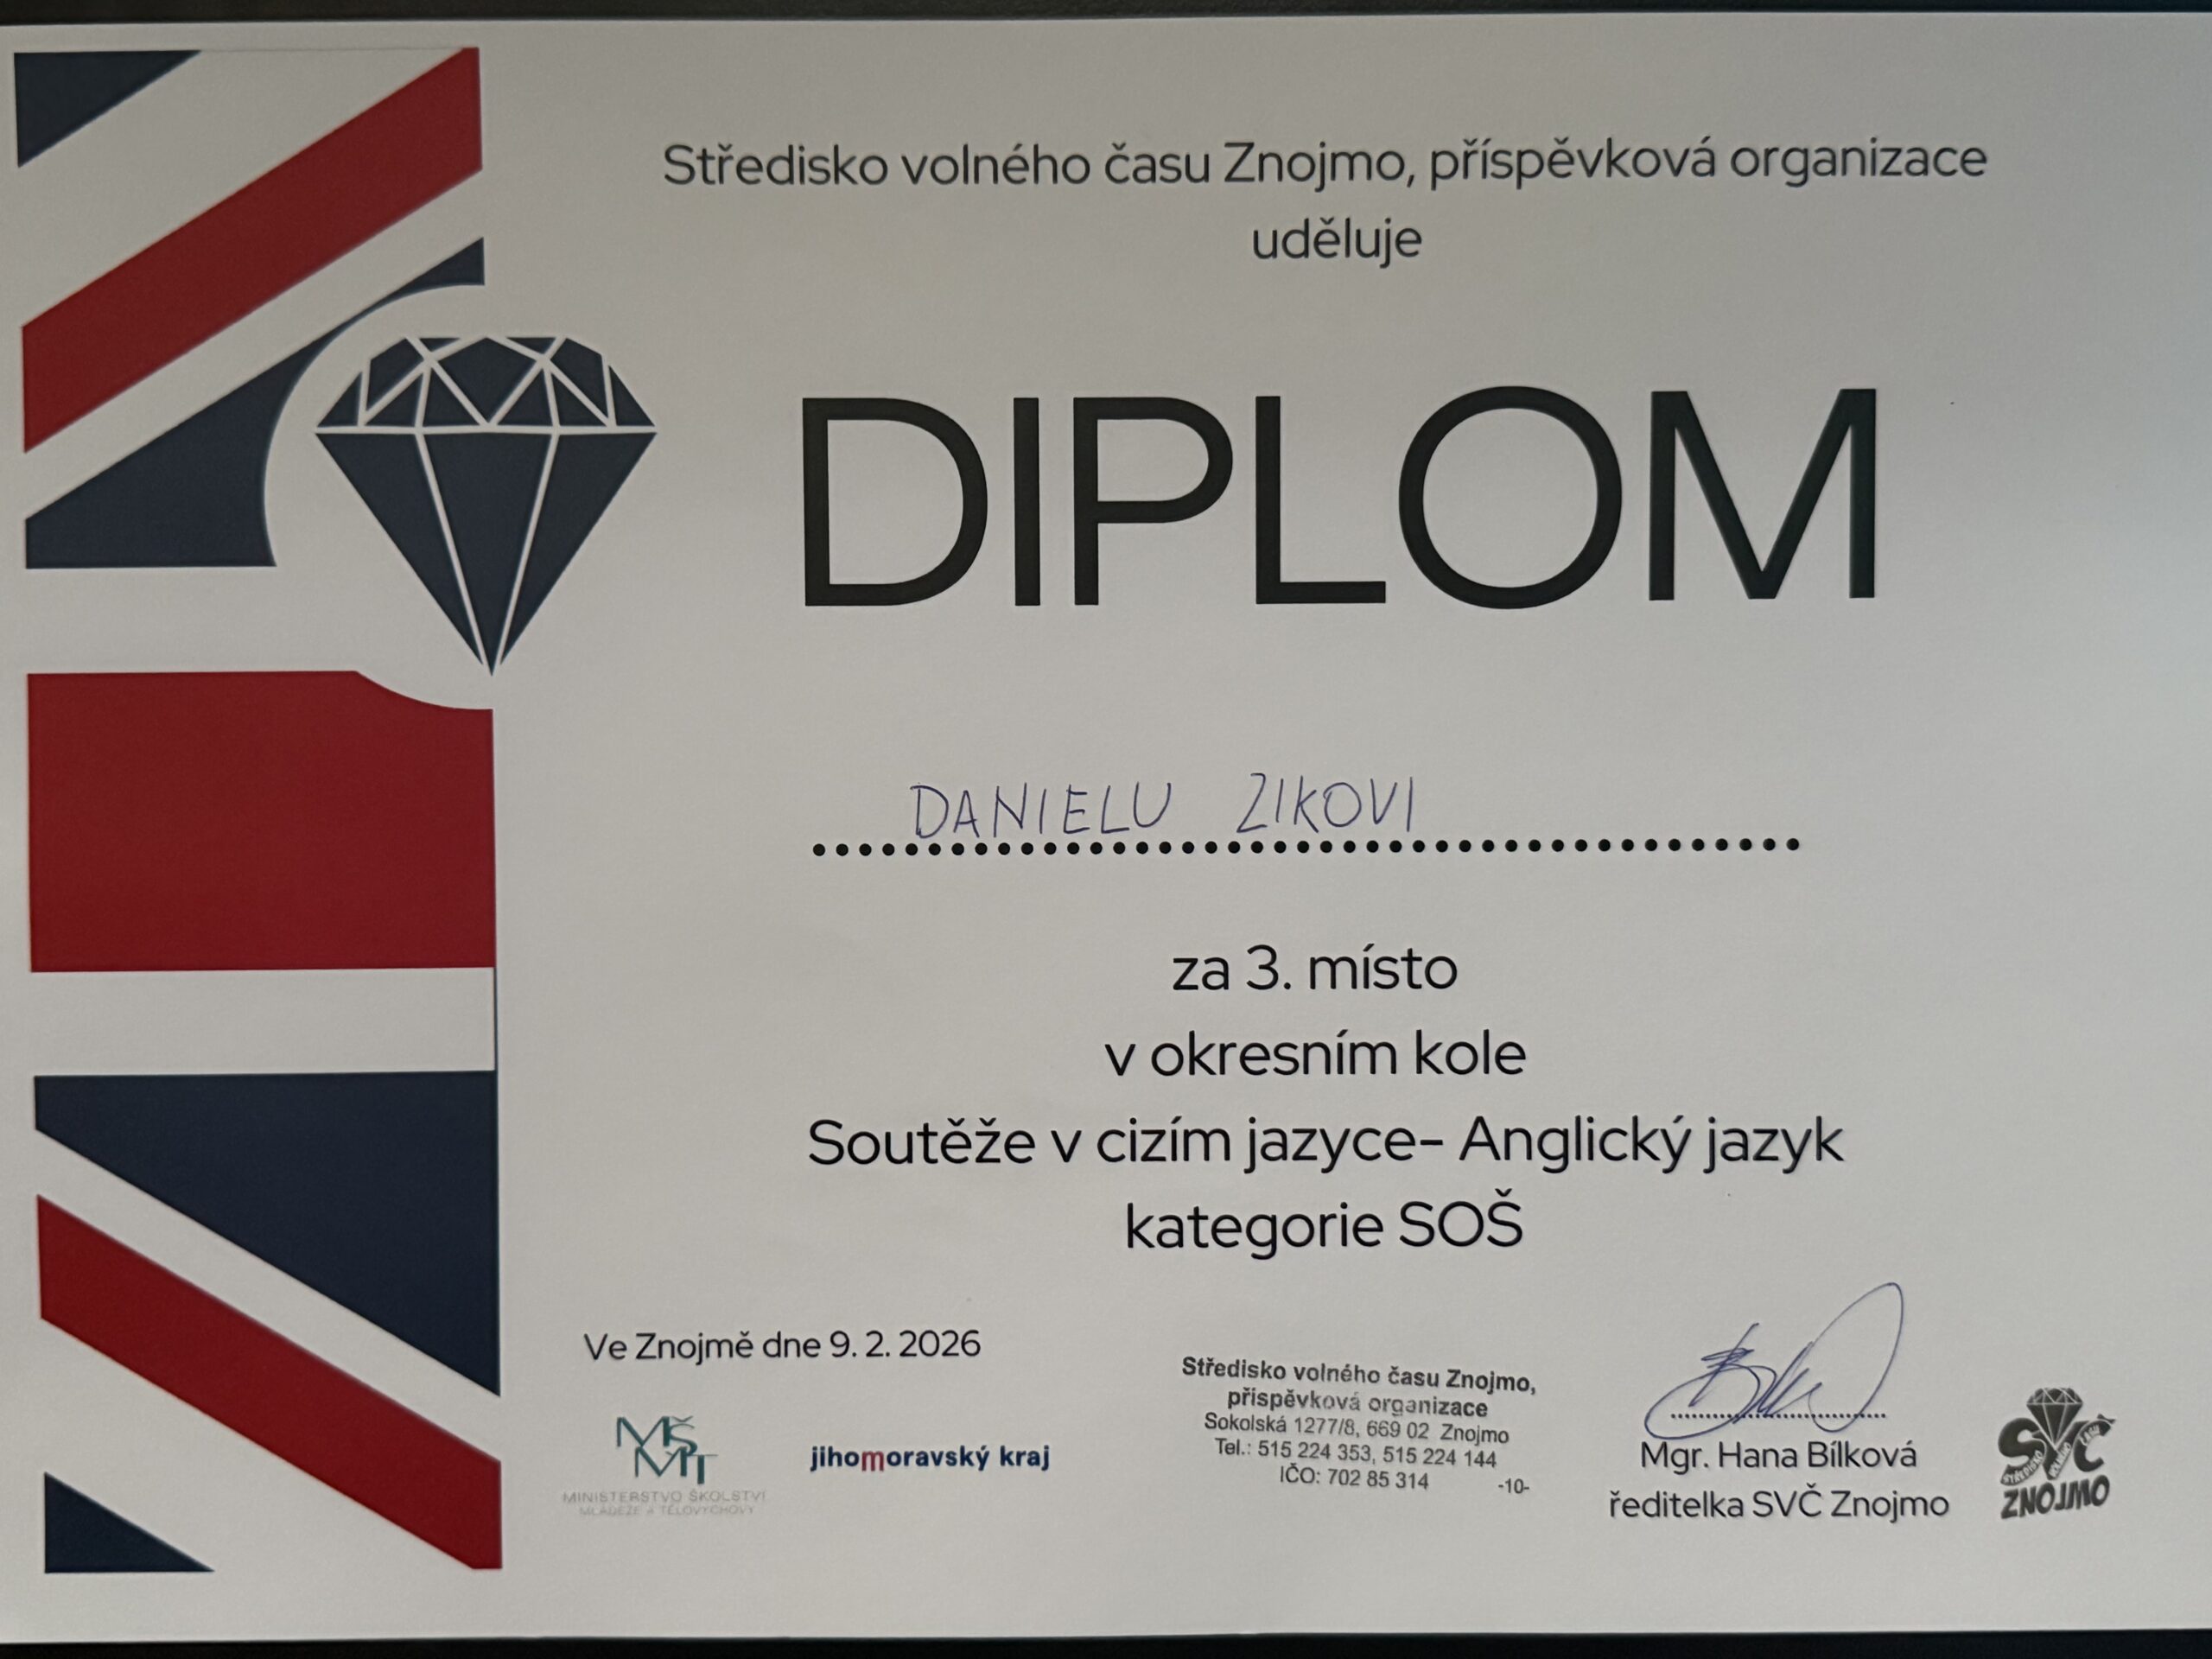 Středisko volného času Znojmo, příspěvková organizace
uděluje
DIPLOM
DANIELU ZIKOVI
za 3. místo
v okresním kole
Soutěže v cizím jazyce- Anglický jazyk
kategorie SOŠ
Ve Znojmě dne 9. 2. 2026
MŠMT
MINISTERSTVO ŠKOLSTVÍ
MLÁDEŽE A TĚLOVÝCHOVY
jihomoravský kraj
Středisko volného času Znojmo,
příspěvková organizace
Sokolská 1277/8, 669 02 Znojmo
Tel.: 515 224 353, 515 224 144
IČO: 702 85 314 -10-
Mgr. Hana Bílková
ředitelka SVČ Znojmo
SVČ
STŘEDISKO VOLNÉHO ČASU
ZNOJMO